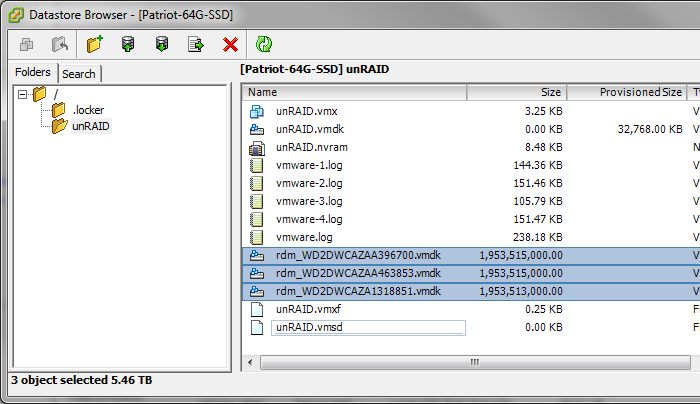 Datastore Browser - [Patriot-64G-SSD]
Folders Search
/
.locker
unRAID
[Patriot-64G-SSD] unRAID
Name Size Provisioned Size T
unRAID.vmx 3.25 KB V
unRAID.vmdk 0.00 KB 32,768.00 KB V
unRAID.nvram 8.48 KB N
vmware-1.log 144.36 KB V
vmware-2.log 151.46 KB V
vmware-3.log 105.79 KB V
vmware-4.log 151.47 KB V
vmware.log 238.18 KB V
rdm_WD2DWCAZAA396700.vmdk 1,953,515,000.00 V
rdm_WD2DWCAZAA463853.vmdk 1,953,515,000.00 V
rdm_WD2DWCAZA1318851.vmdk 1,953,513,000.00 V
unRAID.vmxf 0.25 KB F
unRAID.vmsd 0.00 KB F
3 object selected 5.46 TB